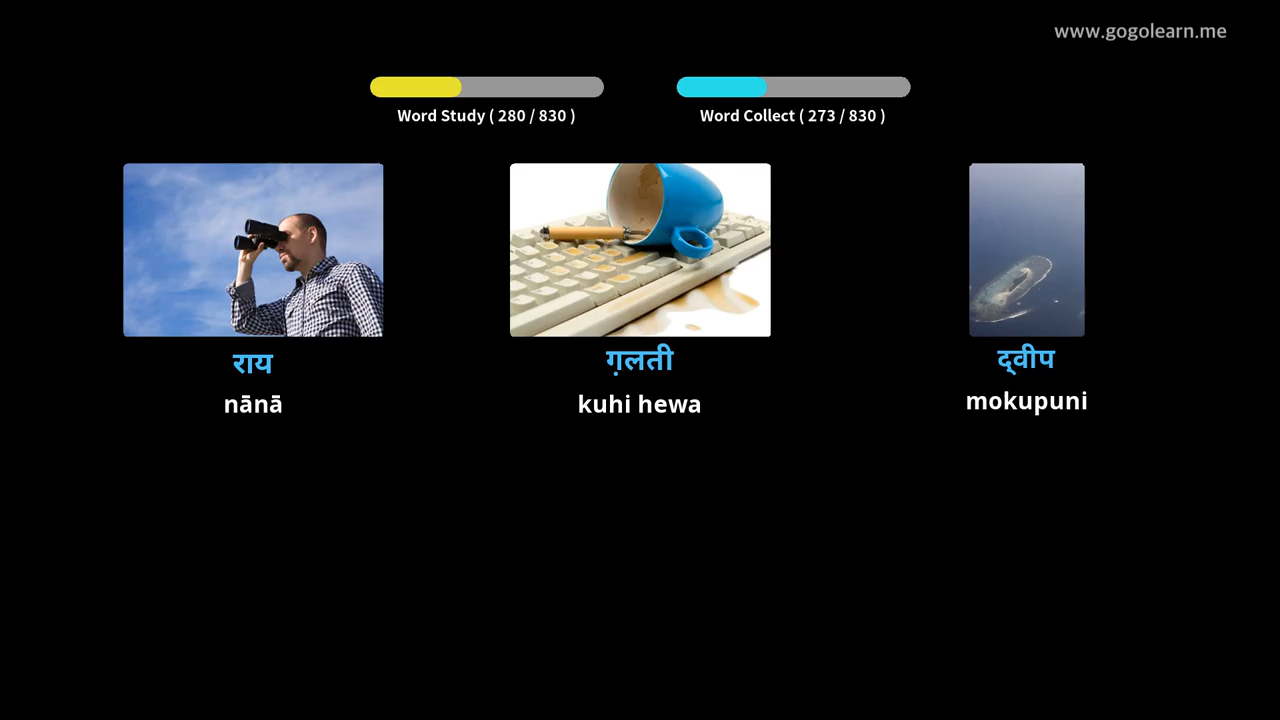 www.gogolearn.me
Word Study ( 280 / 830 )
Word Collect ( 273 / 830 )
राय
ग़लती
द्वीप
nānā
kuhi hewa
mokupuni